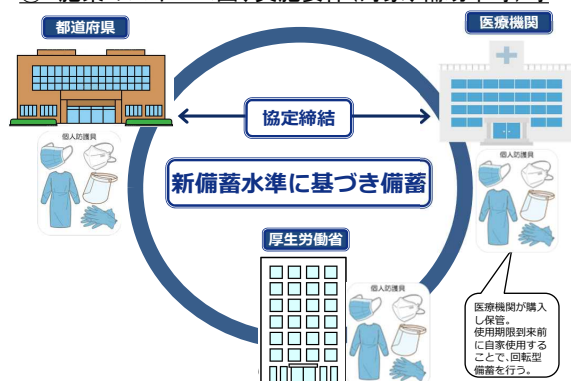 都道府県
医療機関
協定締結
個人防護具
個人防護具
新備蓄水準に基づき備蓄
厚生労働省
個人防護具
医療機関が購入
し保管。
使用期限到来前
に自家使用する
ことで、回転型
備蓄を行う。